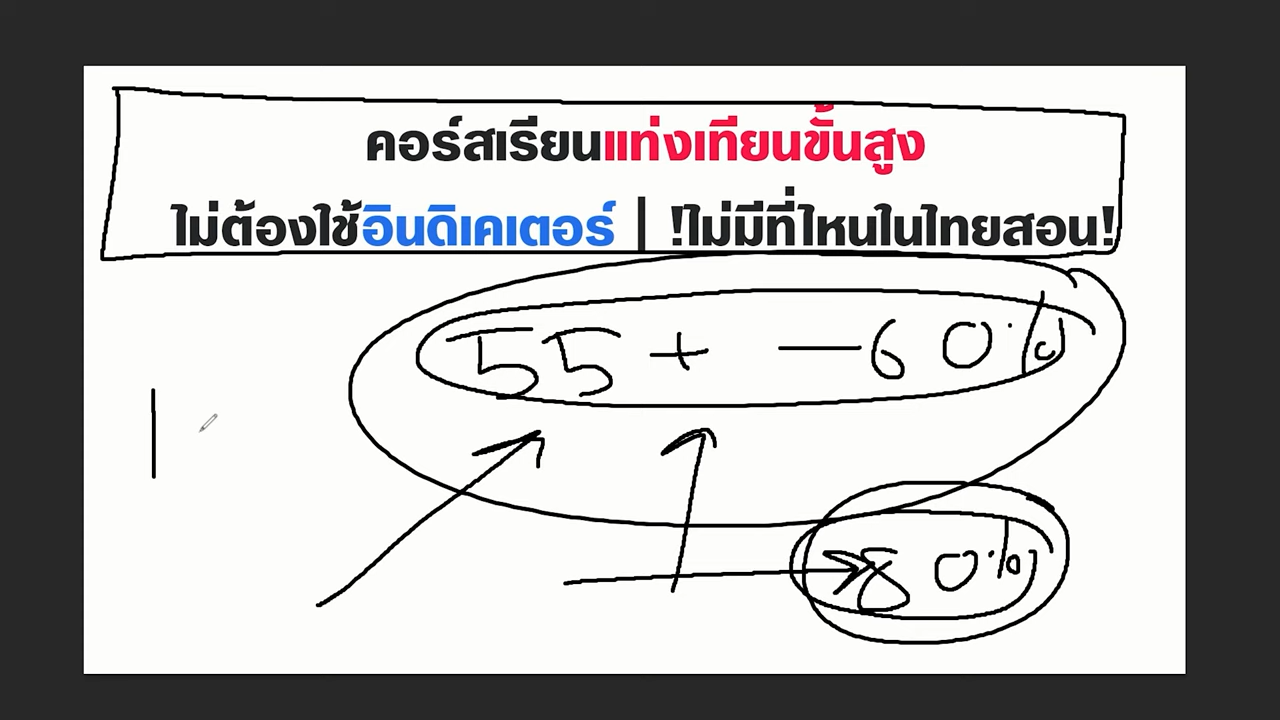 คอร์สเรียนแท่งเทียนขั้นสูง
ไม่ต้องใช้อินดิเคเตอร์ | !ไม่มีที่ไหนในไทยสอน!
55 + - 60%
80%